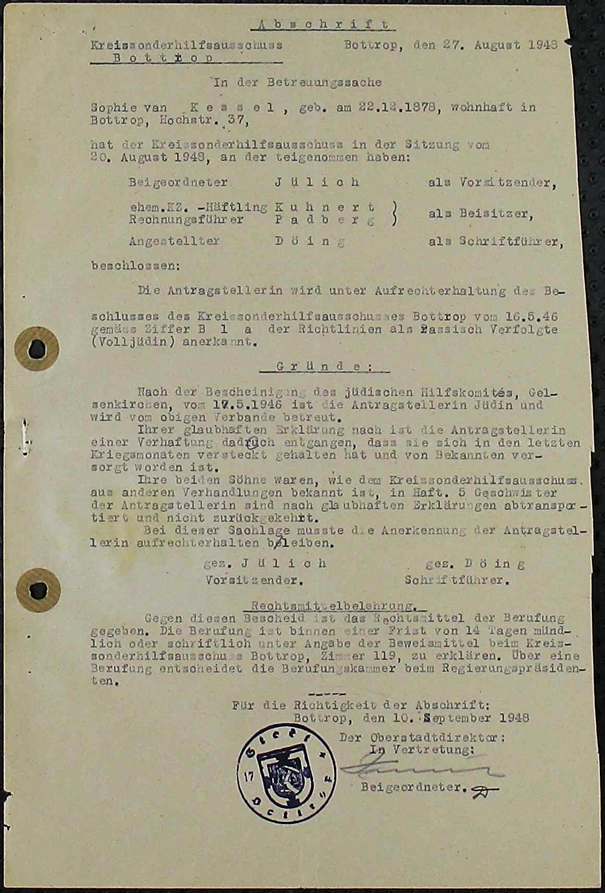 A b s c h r i f t
Kreissonderhilfsausschuss Bottrop, den 27. August 1948
B o t t r o p
In der Betreuungssache
Sophie van K e s s e l , geb. am 22.12.1878, wohnhaft in
Bottrop, Hochstr. 37,
hat der Kreissonderhilfsausschuss in der Sitzung vom
20. August 1948, an der teigenommen haben:
Beigeordneter J ü l i c h als Vorsitzender,
ehem.KZ. -Häftling K u h n e r t )
Rechnungsführer P a d b e r g ) als Beisitzer,
Angestellter D ö i n g als Schriftführer,
beschlossen:
Die Antragstellerin wird unter Aufrechterhaltung des Be-
schlusses des Kreissonderhilfsausschusses Bottrop vom 16.5.46
gemäss Ziffer B 1 a der Richtlinien als rassisch Verfolgte
(Volljüdin) anerkannt.
G r ü n d e :
Nach der Bescheinigung des jüdischen Hilfskomités, Gel-
senkirchen, vom 17.5.1946 ist die Antragstellerin Jüdin und
wird vom obigen Verbande betreut.
Ihrer glaubhaften Erklärung nach ist die Antragstellerin
einer Verhaftung dadruch entgangen, dass sie sich in den letzten
Kriegsmonaten versteckt gehalten hat und von Bekannten ver-
sorgt worden ist.
Ihre beiden Söhne waren, wie dem Kreissonderhilfsausschuss
aus anderen Verhandlungen bekannt ist, in Haft. 5 Geschwister
der Antragstellerin sind nach glaubhaften Erklärungen abtranspor-
tiert und nicht zurückgekehrt.
Bei dieser Sachlage musste die Anerkennung der Antragstel-
lerin aufrechterhalten bleiben.
gez. J ü l i c h gez. D ö i n g
Vorsitzender. Schriftführer.
Rechtsmittelbelehrung.
Gegen diesen Bescheid ist das Rechtsmittel der Berufung
gegeben. Die Berufung ist binnen einer Frist von 14 Tagen münd-
lich oder schriftlich unter Angabe der Beweismittel beim Kreis-
sonderhilfsausschuss Bottrop, Zimmer 119, zu erklären. Über eine
Berufung entscheidet die Berufungskammer beim Regierungspräsiden-
ten.
Für die Richtigkeit der Abschrift:
Bottrop, den 10. September 1948
Der Oberstadtdirektor:
In Vertretung:
Beigeordneter.
Stadt
17
Bottrop